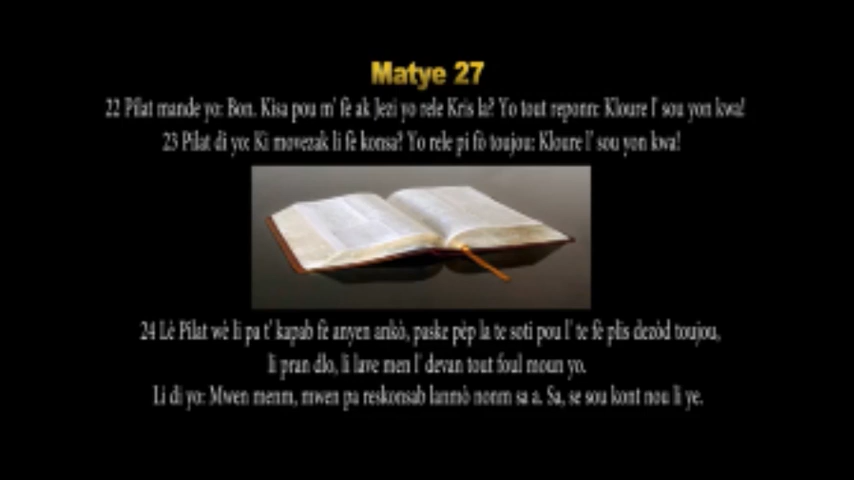 Matye 27
22 Pilat mande yo: Bon. Kisa pou m' fè ak Jezi yo rele Kris la? Yo tout reponn: Kloure l' sou yon kwa!
23 Pilat di yo: Ki movezak li fè konsa? Yo rele pi fò toujou: Kloure l' sou yon kwa!
24 Lè Pilat wè li pa t' kapab fè anyen ankò, paske pèp la te soti pou l' te fè plis dezòd toujou,
li pran dlo, li lave men l' devan tout foul moun yo.
Li di yo: Mwen menm, mwen pa reskonsab lanmò nonm sa a. Sa, se sou kont nou li ye.